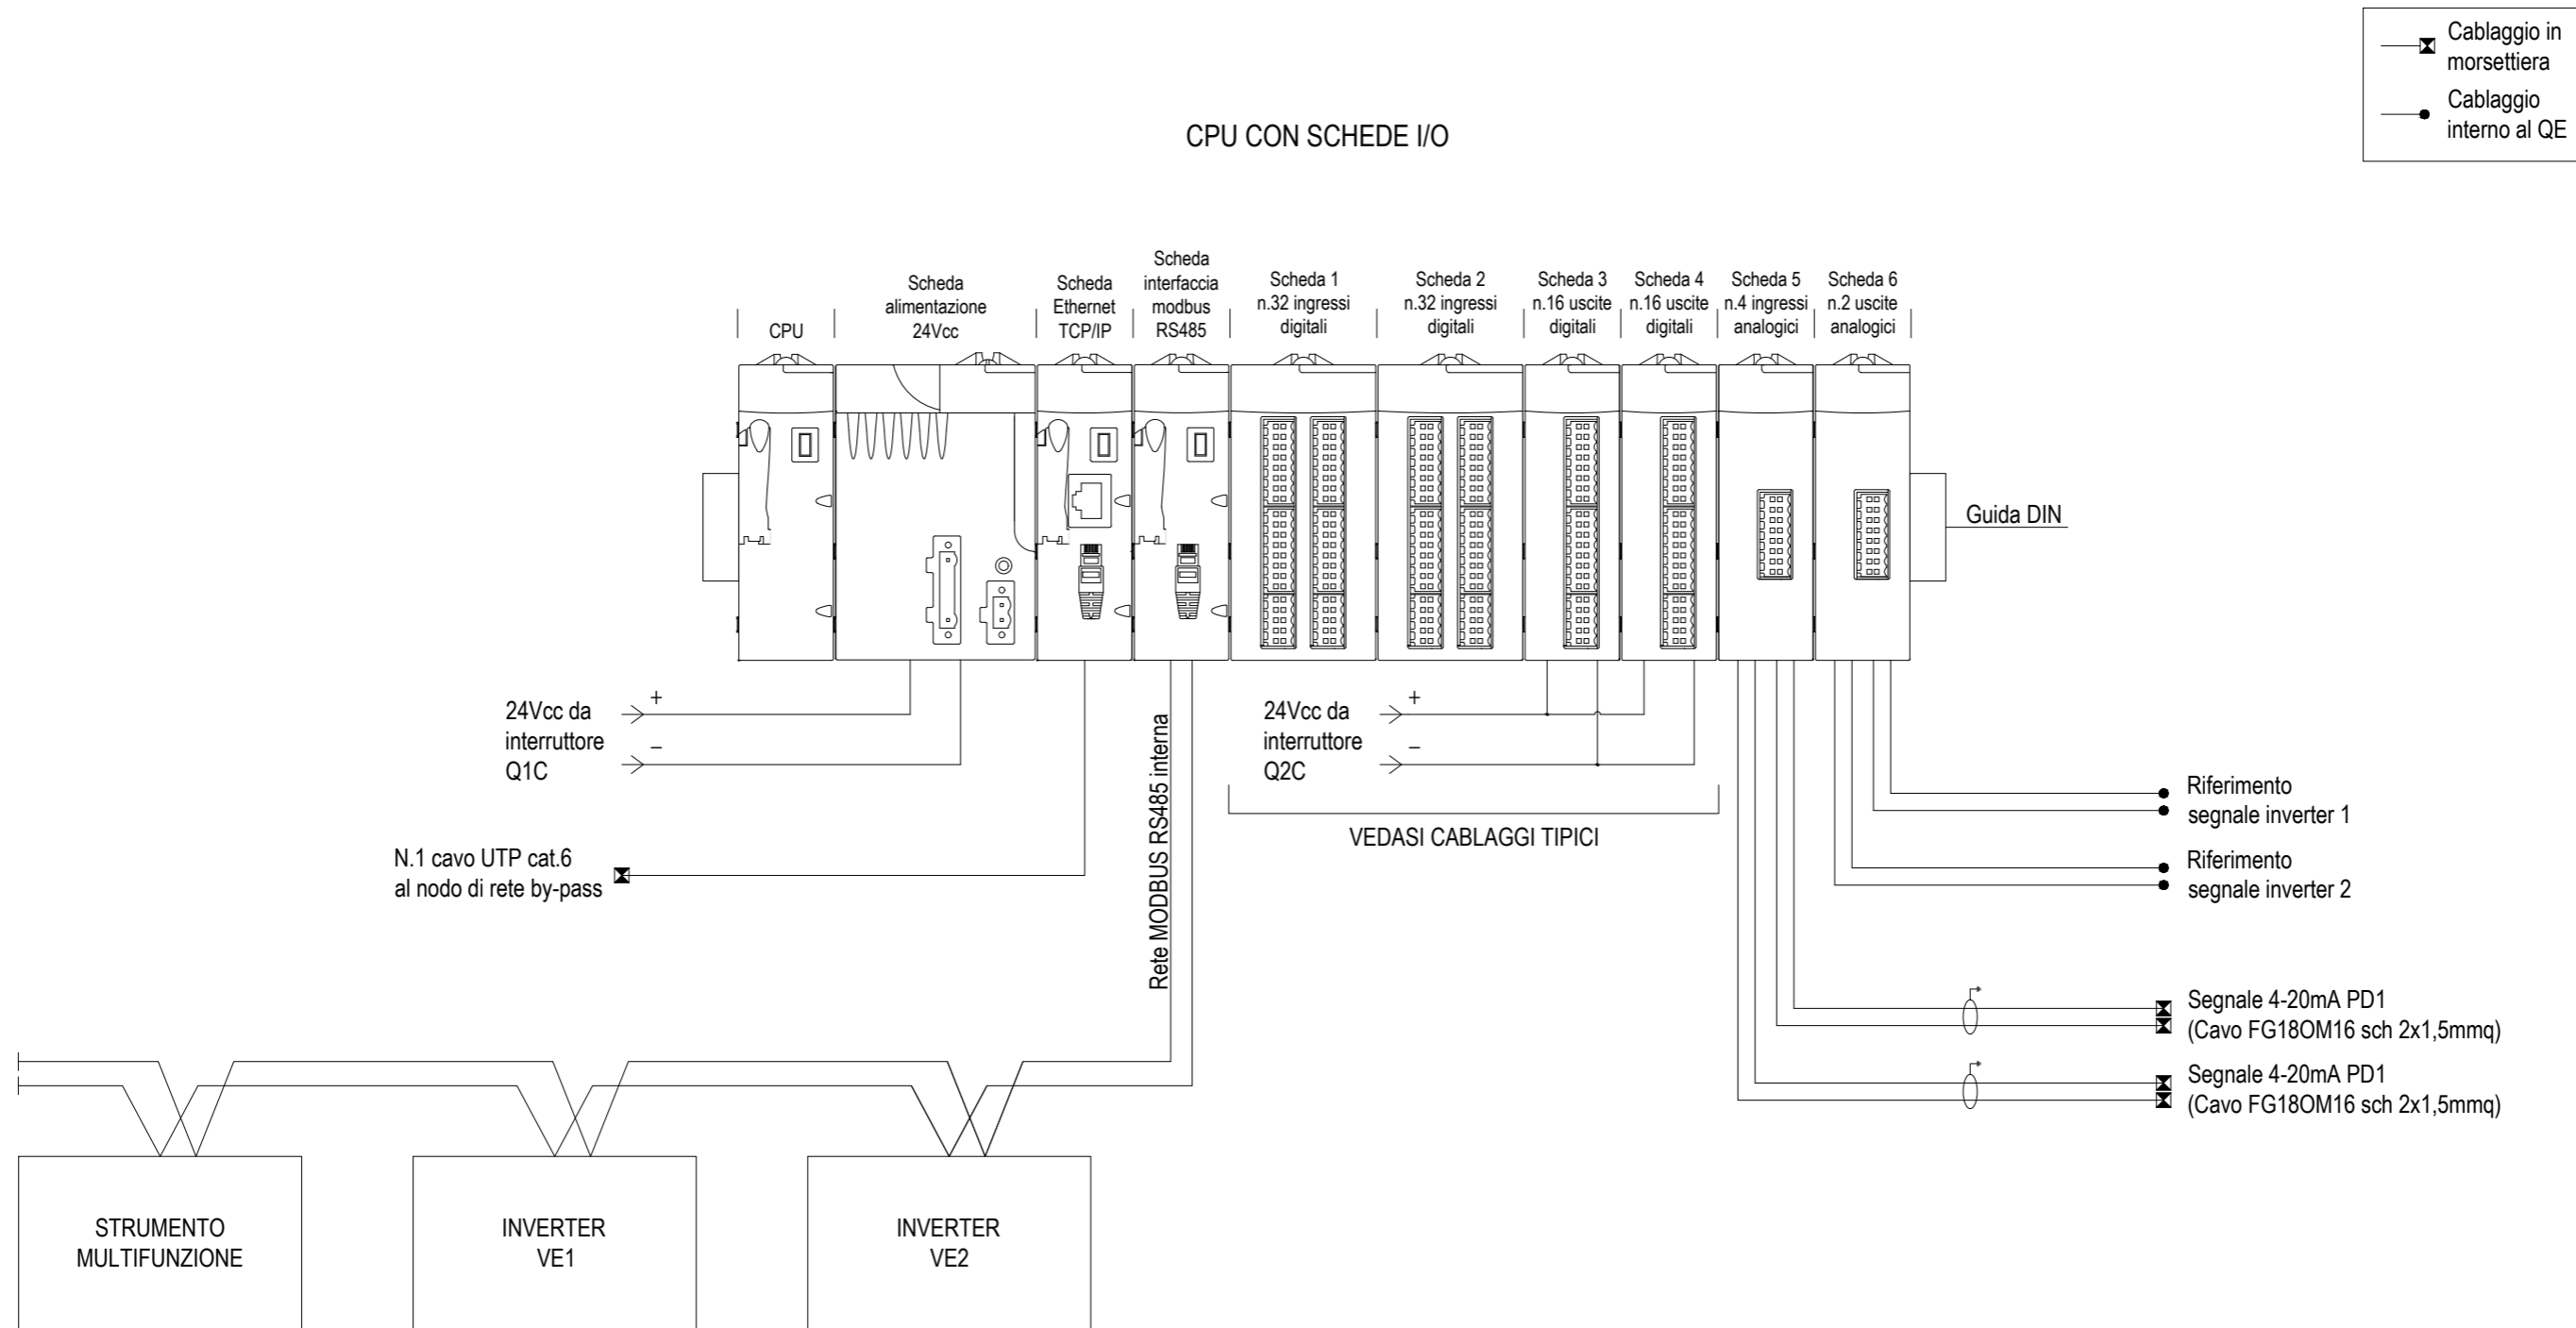 Cablaggio in
morsettiera
Cablaggio
interno al QE
CPU CON SCHEDE I/O
CPU
Scheda
alimentazione
24Vcc
Scheda
Ethernet
TCP/IP
Scheda
interfaccia
modbus
RS485
Scheda 1
n.32 ingressi
digitali
Scheda 2
n.32 ingressi
digitali
Scheda 3
n.16 uscite
digitali
Scheda 4
n.16 uscite
digitali
Scheda 5
n.4 ingressi
analogici
Scheda 6
n.2 uscite
analogici
Guida DIN
24Vcc da
interruttore
Q1C
+
–
24Vcc da
interruttore
Q2C
+
–
VEDASI CABLAGGI TIPICI
N.1 cavo UTP cat.6
al nodo di rete by-pass
Rete MODBUS RS485 interna
Riferimento
segnale inverter 1
Riferimento
segnale inverter 2
Segnale 4-20mA PD1
(Cavo FG18OM16 sch 2x1,5mmq)
Segnale 4-20mA PD1
(Cavo FG18OM16 sch 2x1,5mmq)
STRUMENTO
MULTIFUNZIONE
INVERTER
VE1
INVERTER
VE2